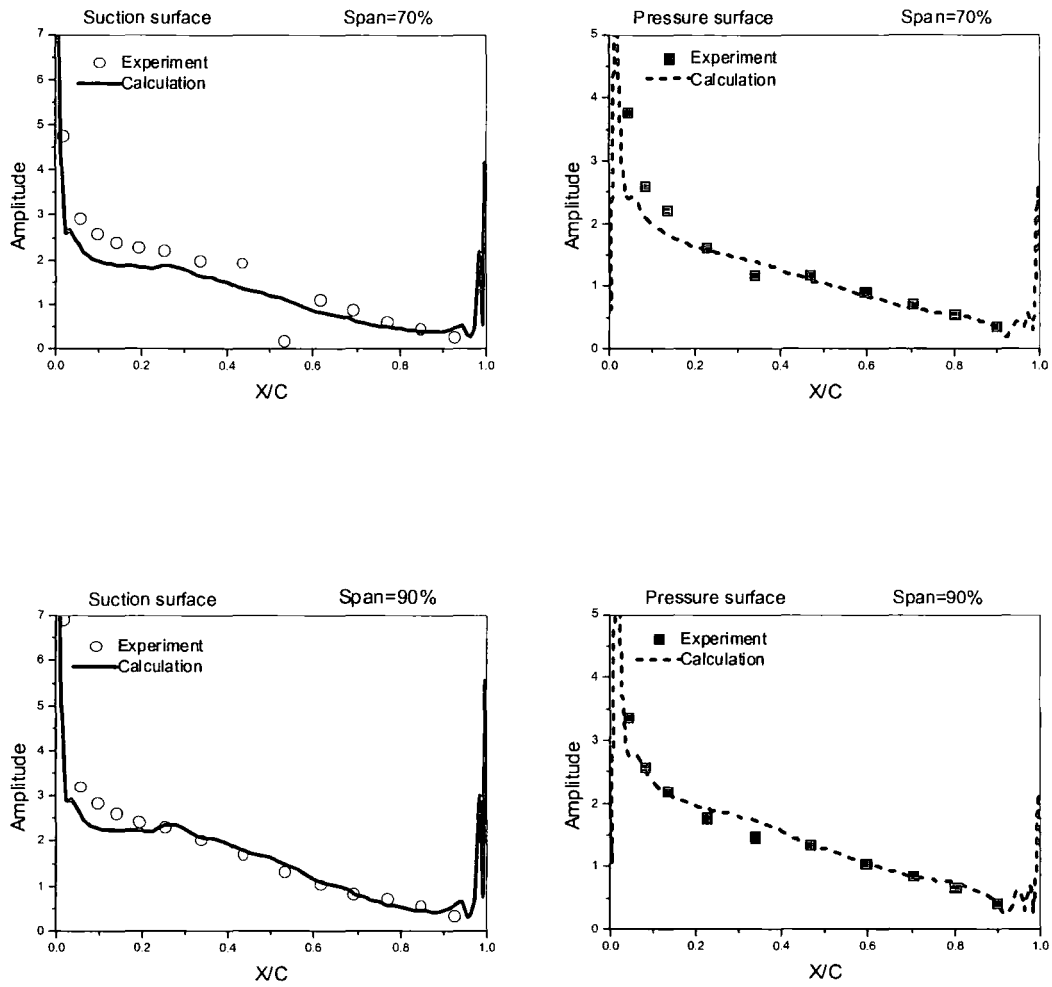 Suction surface Span=70%
7
6
5
4
3
2
1
0
Experiment
Calculation
Amplitude
0.0 0.2 0.4 0.6 0.8 1.0
X/C
Pressure surface Span=70%
5
4
3
2
1
0
Experiment
Calculation
Amplitude
0.0 0.2 0.4 0.6 0.8 1.0
X/C
Suction surface Span=90%
7
6
5
4
3
2
1
0
Experiment
Calculation
Amplitude
0.0 0.2 0.4 0.6 0.8 1.0
X/C
Pressure surface Span=90%
5
4
3
2
1
0
Experiment
Calculation
Amplitude
0.0 0.2 0.4 0.6 0.8 1.0
X/C